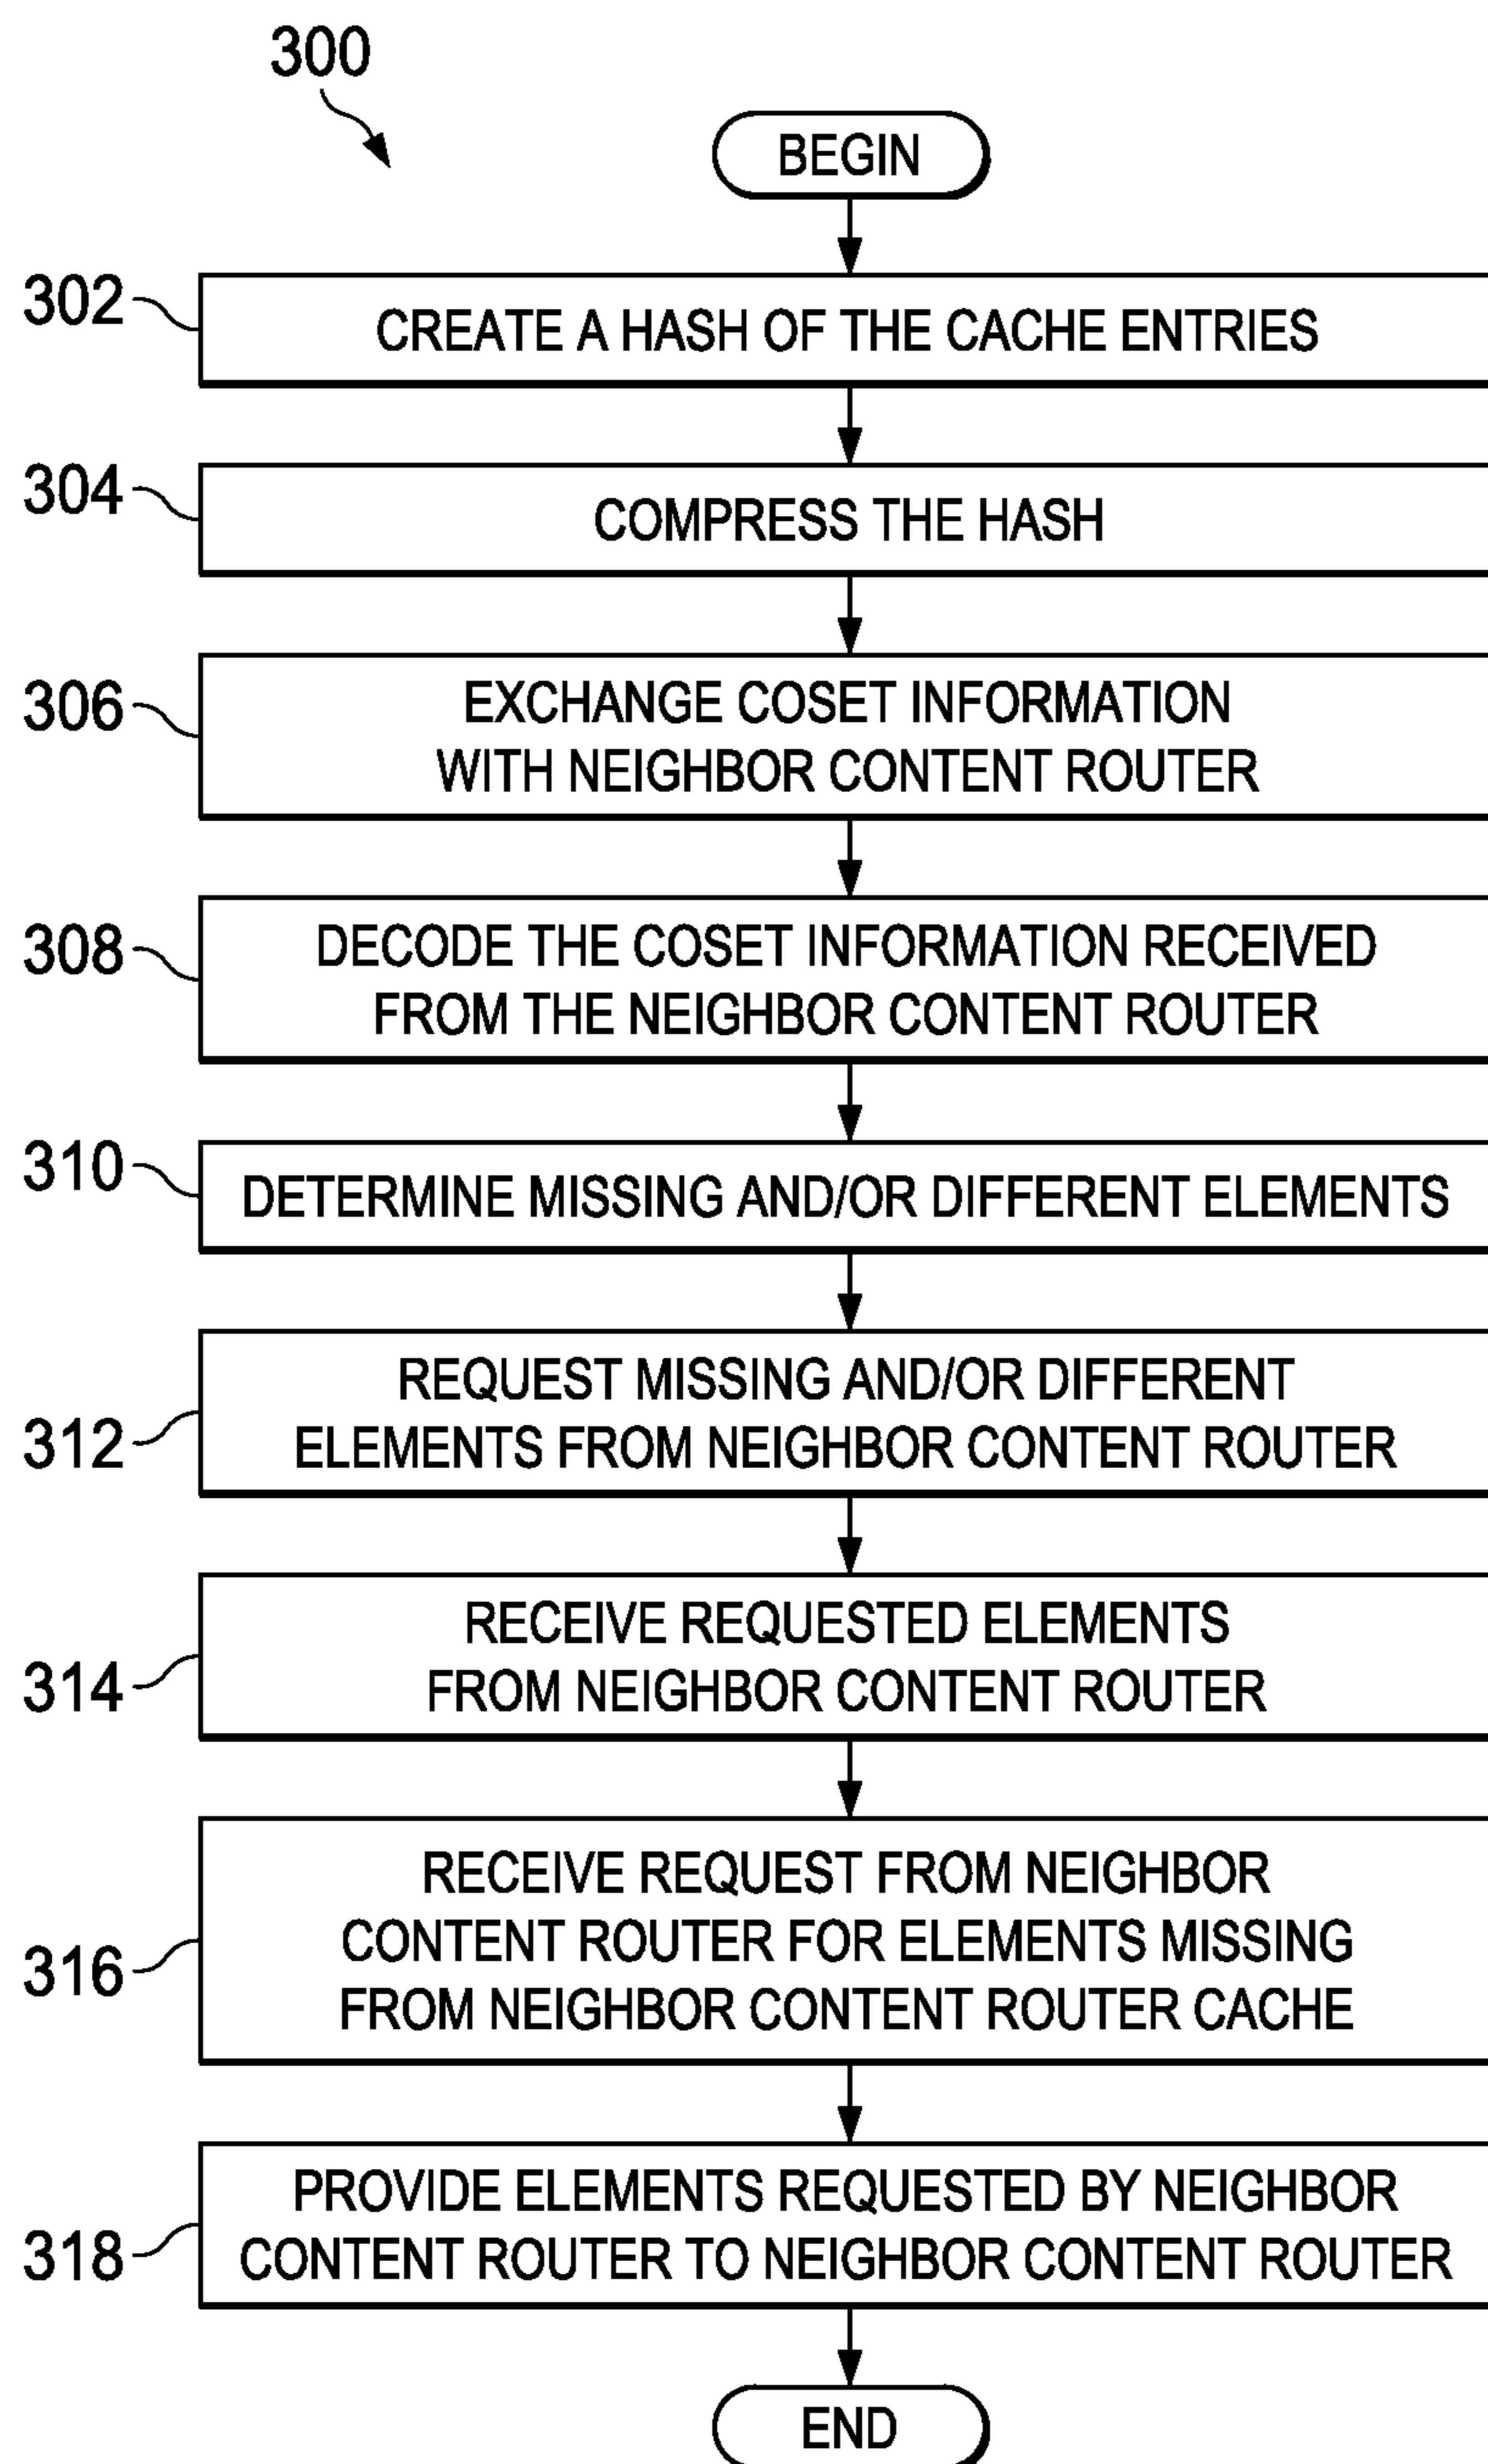 300
BEGIN
302
CREATE A HASH OF THE CACHE ENTRIES
304
COMPRESS THE HASH
306
EXCHANGE COSET INFORMATION
WITH NEIGHBOR CONTENT ROUTER
308
DECODE THE COSET INFORMATION RECEIVED
FROM THE NEIGHBOR CONTENT ROUTER
310
DETERMINE MISSING AND/OR DIFFERENT ELEMENTS
312
REQUEST MISSING AND/OR DIFFERENT
ELEMENTS FROM NEIGHBOR CONTENT ROUTER
314
RECEIVE REQUESTED ELEMENTS
FROM NEIGHBOR CONTENT ROUTER
316
RECEIVE REQUEST FROM NEIGHBOR
CONTENT ROUTER FOR ELEMENTS MISSING
FROM NEIGHBOR CONTENT ROUTER CACHE
318
PROVIDE ELEMENTS REQUESTED BY NEIGHBOR
CONTENT ROUTER TO NEIGHBOR CONTENT ROUTER
END